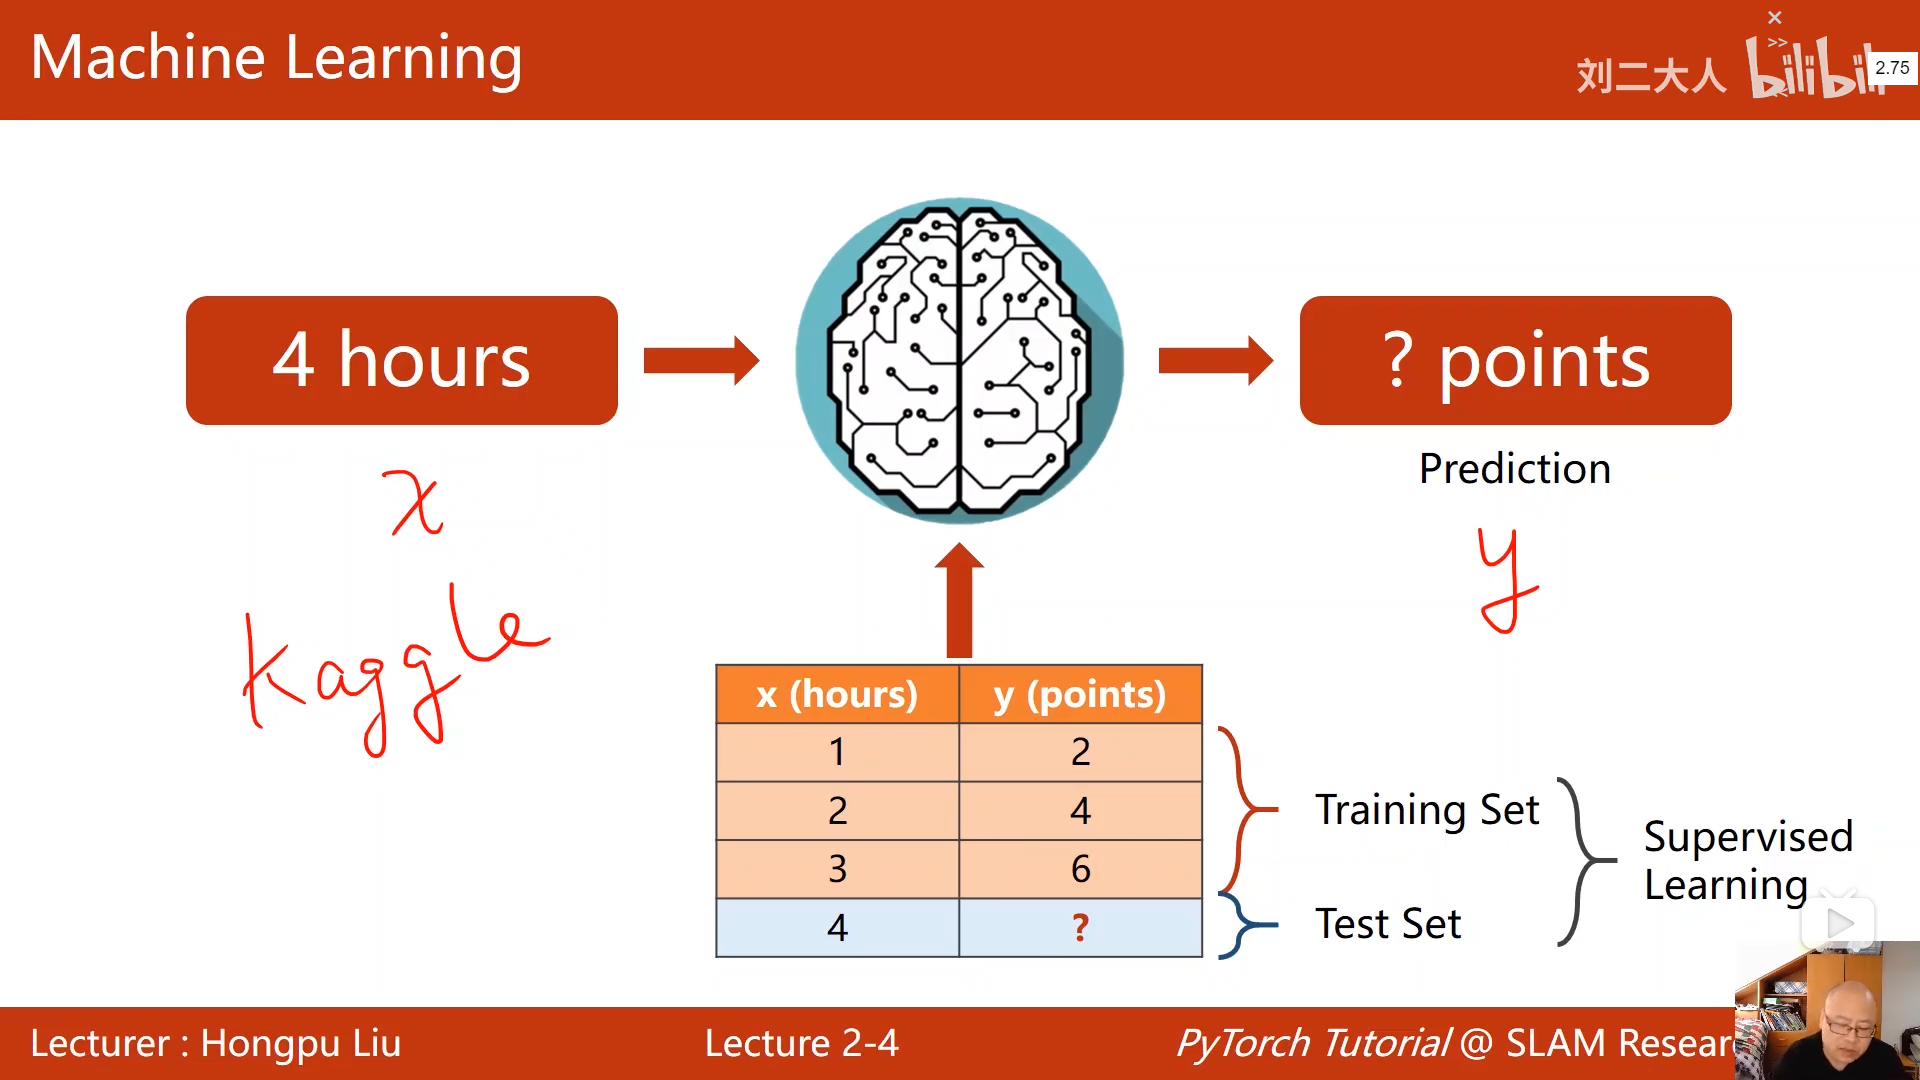 Machine Learning
刘二大人 bilibili
×
>>
2.75
4 hours
? points
x
Prediction
y
Kaggle
x (hours) y (points)
1 2
2 4
3 6
4 ?
Training Set
Test Set
Supervised
Learning
Lecturer : Hongpu Liu
Lecture 2-4
PyTorch Tutorial @ SLAM Resear